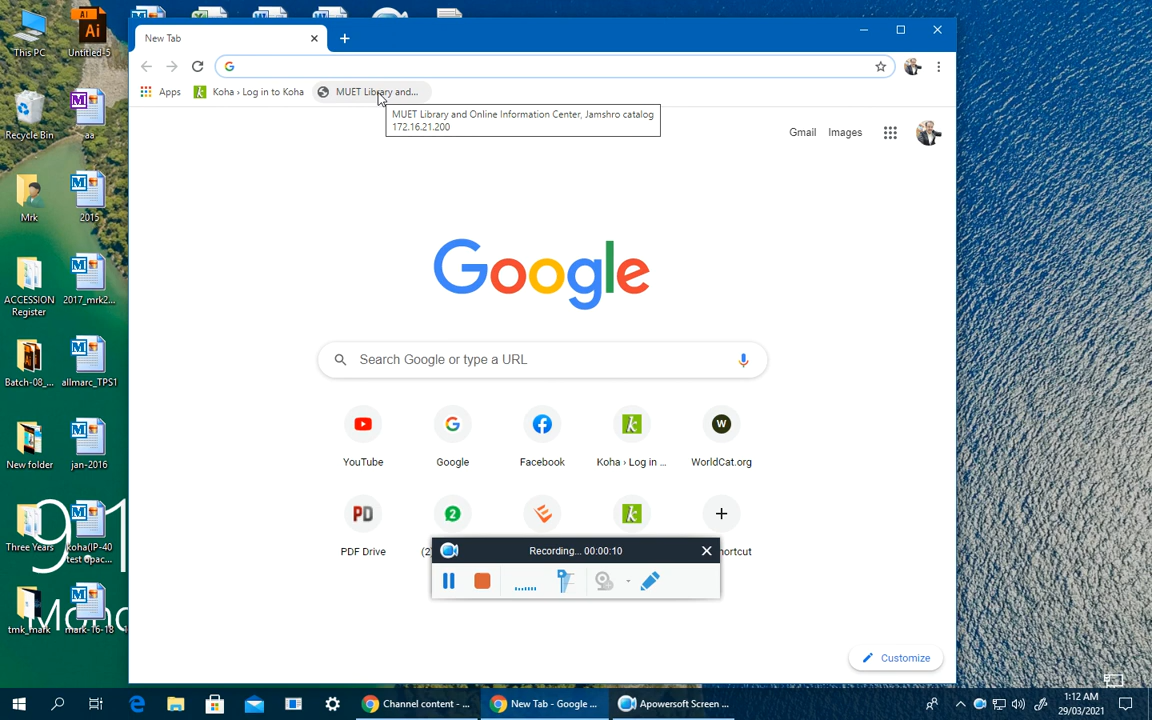 This PC
Untitled-5
Recycle Bin
aa
Mrk
2015
ACCESSION
Register
2017_mrk2...
Batch-08_...
allmarc_TPS1
New folder
jan-2016
Three Years
koha(IP-40
test opac...
tmk_mark
mark-16-18
New Tab
Apps
Koha › Log in to Koha
MUET Library and...
MUET Library and Online Information Center, Jamshro catalog
172.16.21.200
Gmail
Images
Google
Search Google or type a URL
YouTube
Google
Facebook
Koha › Log in ...
WorldCat.org
PDF Drive
Recording... 00:00:10
Customize
Channel content - ...
New Tab - Google ...
Apowersoft Screen ...
1:12 AM
29/03/2021